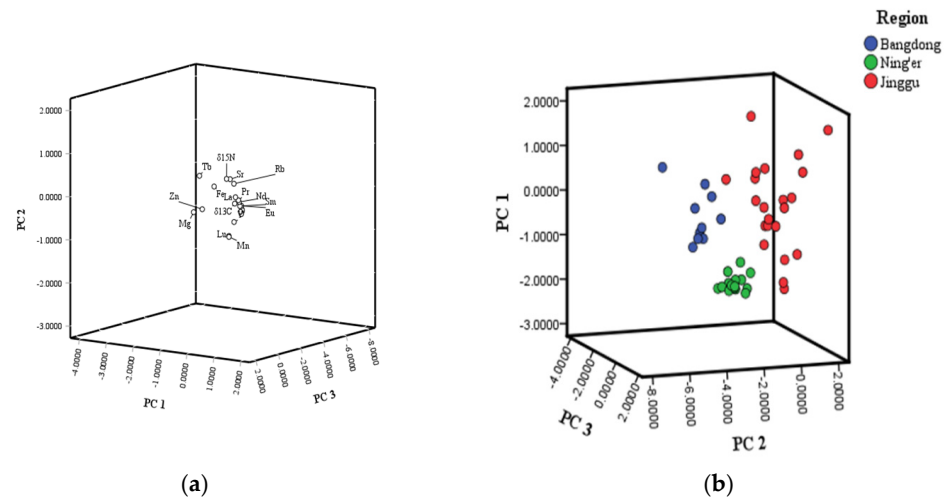 Region
Bangdong
Ning'er
Jinggu
2.0000
1.0000
0.0000
-1.0000
-2.0000
-3.0000
PC 2
Tb
δ15N
Sr
Rb
Fe
La
Pr
Nd
Sm
Eu
Zn
Mg
δ13C
Lu
Mn
-4.0000
-3.0000
-2.0000
-1.0000
0.0000
1.0000
2.0000
PC 1
2.0000
0.0000
-2.0000
-4.0000
-6.0000
-8.0000
PC 3
2.0000
1.0000
0.0000
-1.0000
-2.0000
-3.0000
PC 1
-4.0000
-2.0000
0.0000
2.0000
PC 3
-8.0000
-6.0000
-4.0000
-2.0000
0.0000
2.0000
PC 2
(a)
(b)